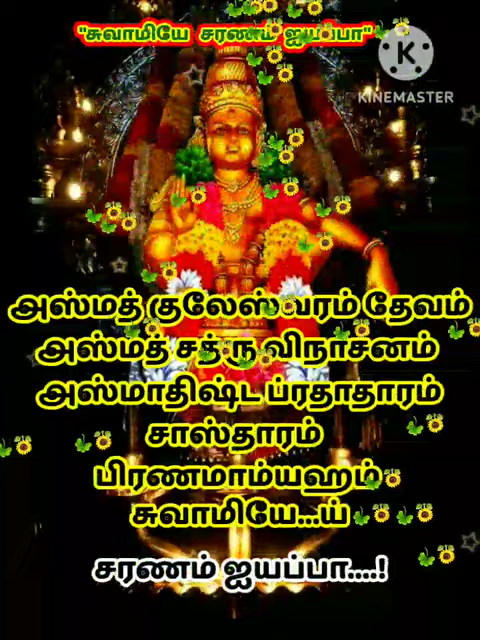 "சுவாமியே சரணம் ஐயப்பா"
KINEMASTER
அஸ்மத் குலேஸ்வரம் தேவம்
அஸ்மத் சத்ரு விநாசனம்
அஸ்மாதிஷ்ட ப்ரதாதாரம்
சாஸ்தாரம்
பிரணமாம்யஹம்
சுவாமியே...ய்
சரணம் ஐயப்பா....!